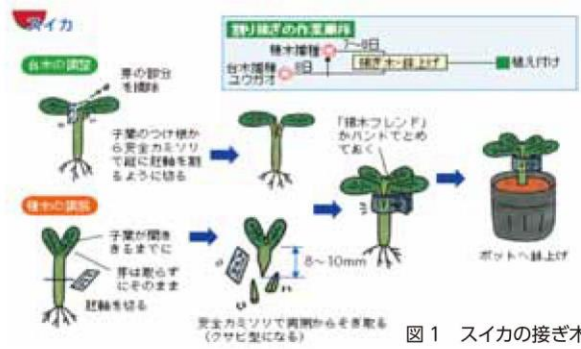 スイカ
割り接ぎの作業順序
穂木播種
7〜8日
台木播種
ユウガオ
8日
接ぎ木・鉢上げ
植え付け
台木の調整
芽の部分
を掃除
子葉のつけ根か
ら安全カミソリ
で縦に胚軸を割
るように切る
「接木フレンド」
かバンドでとめ
ておく
穂木の調整
子葉が開き
きるまでに
芽は取らず
にそのまま
胚軸を切る
8〜10mm
安全カミソリで両側からそぎ取る
(クサビ型になる)
ポットへ鉢上げ
図1 スイカの接ぎ木